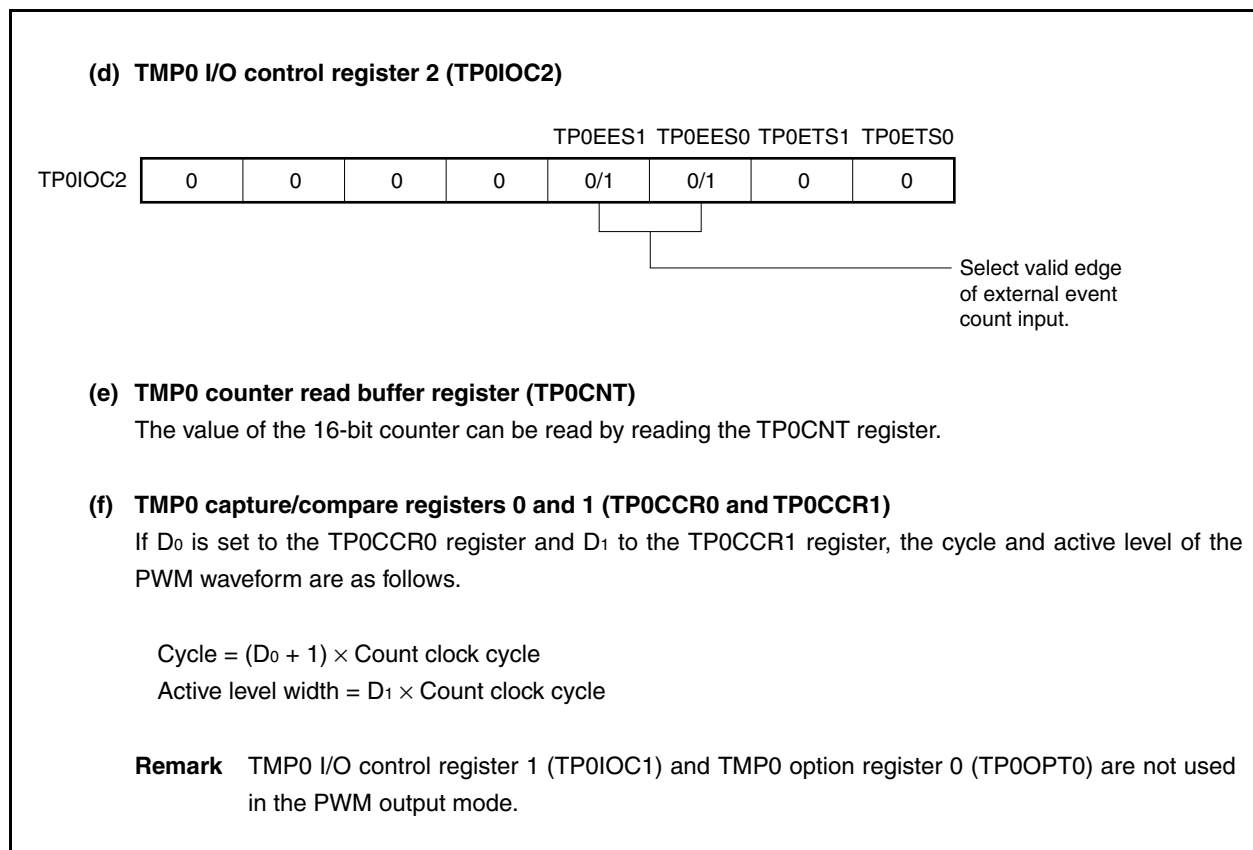 (d) TMP0 I/O control register 2 (TP0IOC2)
TP0EES1 TP0EES0 TP0ETS1 TP0ETS0
TP0IOC2 0 0 0 0 0/1 0/1 0 0
Select valid edge
of external event
count input.
(e) TMP0 counter read buffer register (TP0CNT)
The value of the 16-bit counter can be read by reading the TP0CNT register.
(f) TMP0 capture/compare registers 0 and 1 (TP0CCR0 and TP0CCR1)
If D0 is set to the TP0CCR0 register and D1 to the TP0CCR1 register, the cycle and active level of the
PWM waveform are as follows.
Cycle = (D0 + 1) × Count clock cycle
Active level width = D1 × Count clock cycle
Remark TMP0 I/O control register 1 (TP0IOC1) and TMP0 option register 0 (TP0OPT0) are not used
in the PWM output mode.